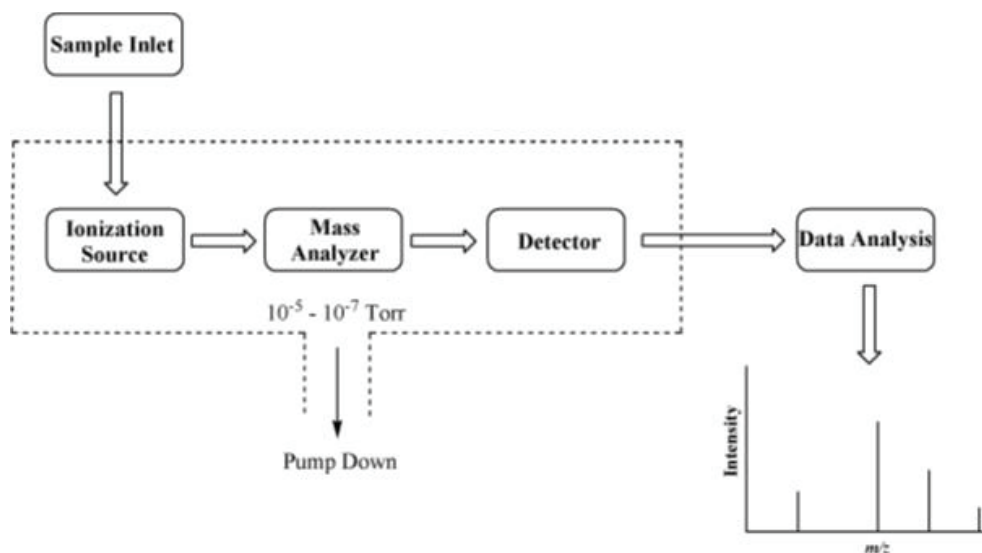 Sample Inlet
Ionization
Source
Mass
Analyzer
Detector
Data Analysis
10⁻⁵ - 10⁻⁷ Torr
Pump Down
Intensity
m/z